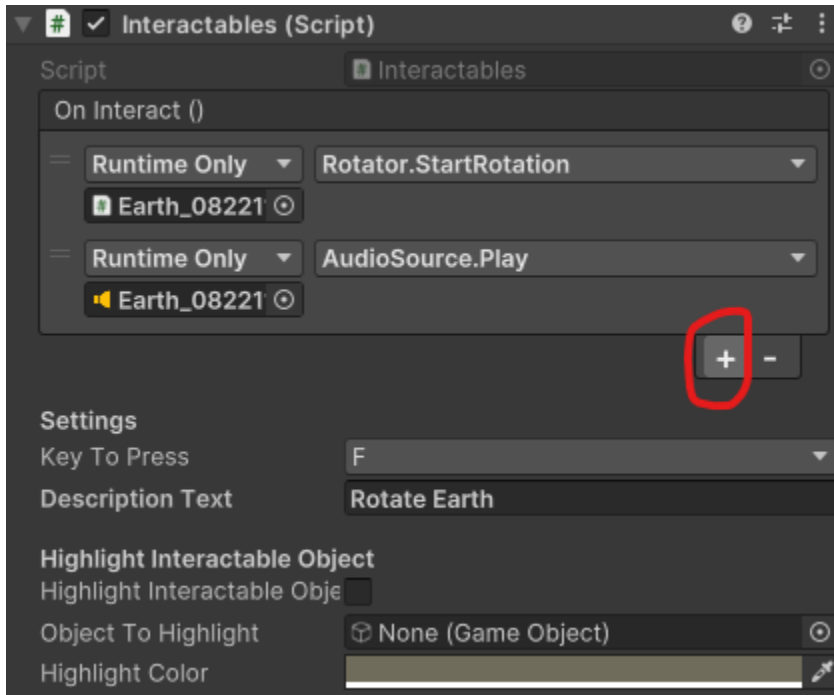 Interactables (Script)
Script Interactables
On Interact ()
Runtime Only Rotator.StartRotation
Earth_08221
Runtime Only AudioSource.Play
Earth_08221
+ -
Settings
Key To Press F
Description Text Rotate Earth
Highlight Interactable Object
Highlight Interactable Obje
Object To Highlight None (Game Object)
Highlight Color